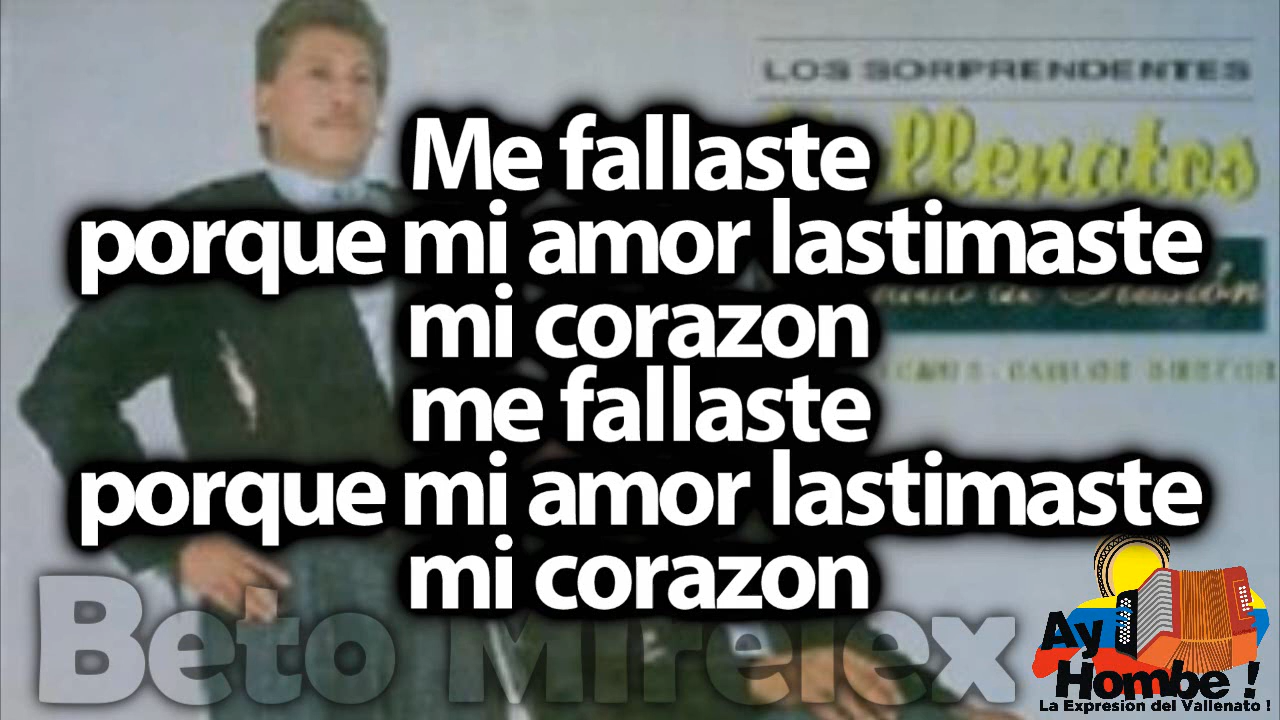 LOS SORPRENDENTES
Me fallaste
porque mi amor lastimaste
mi corazon
me fallaste
porque mi amor lastimaste
mi corazon
Beto Mirelex
Ay
Hombe !
La Expresion del Vallenato !